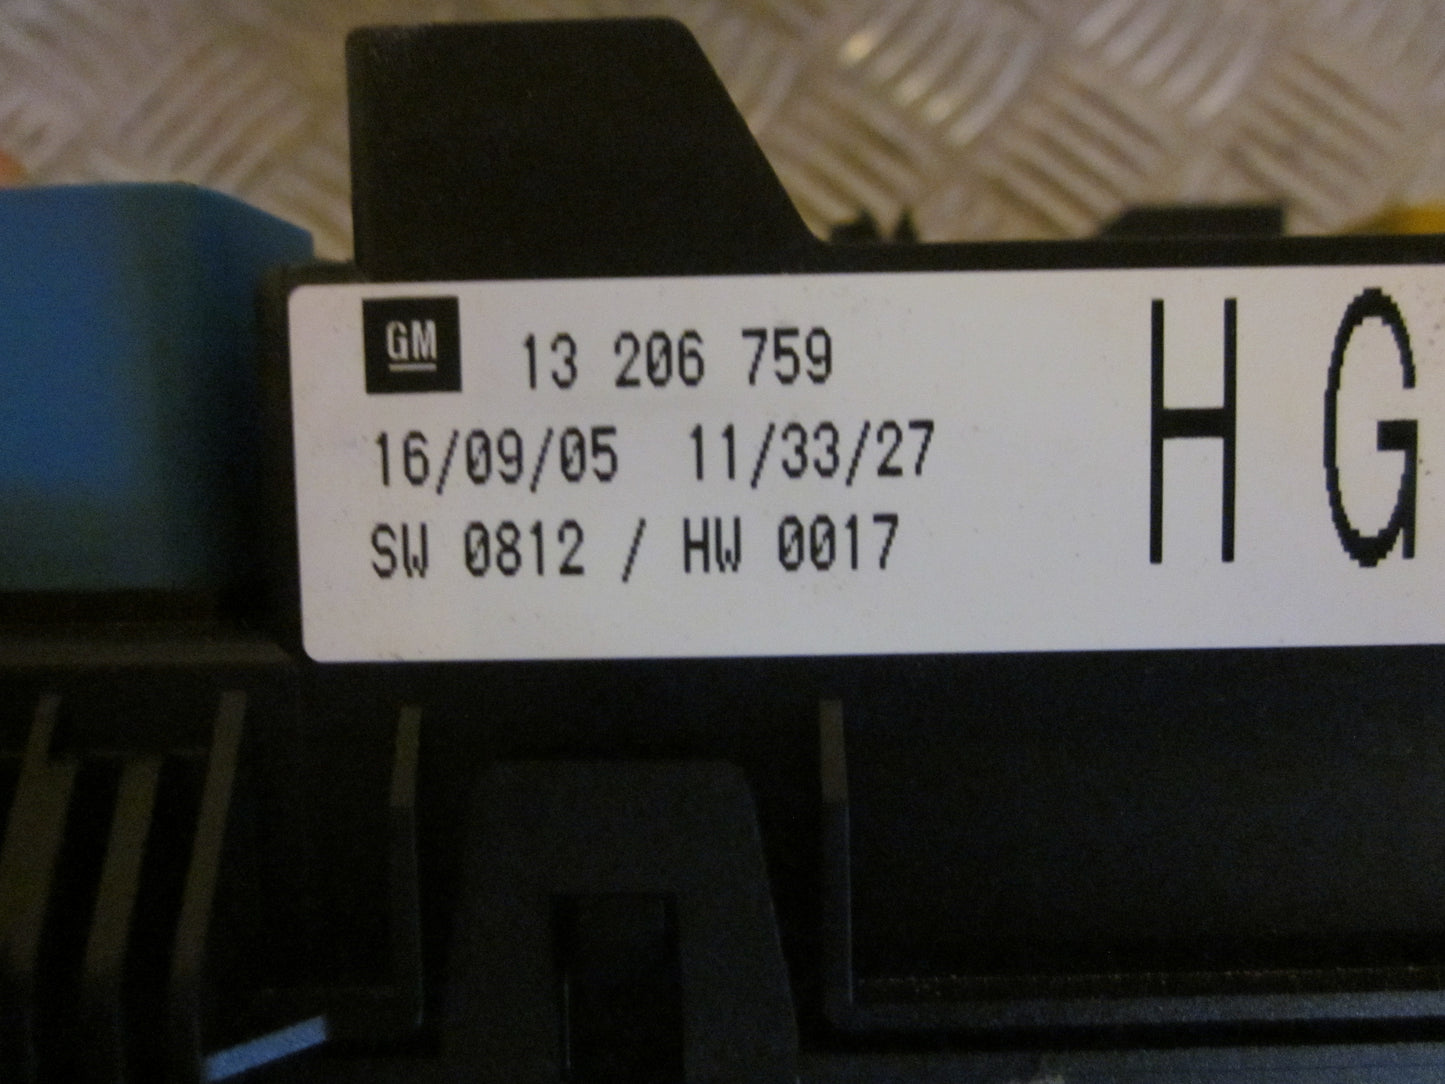 GM 13 206 759
16/09/05 11/33/27
SW 0812 / HW 0017
HG